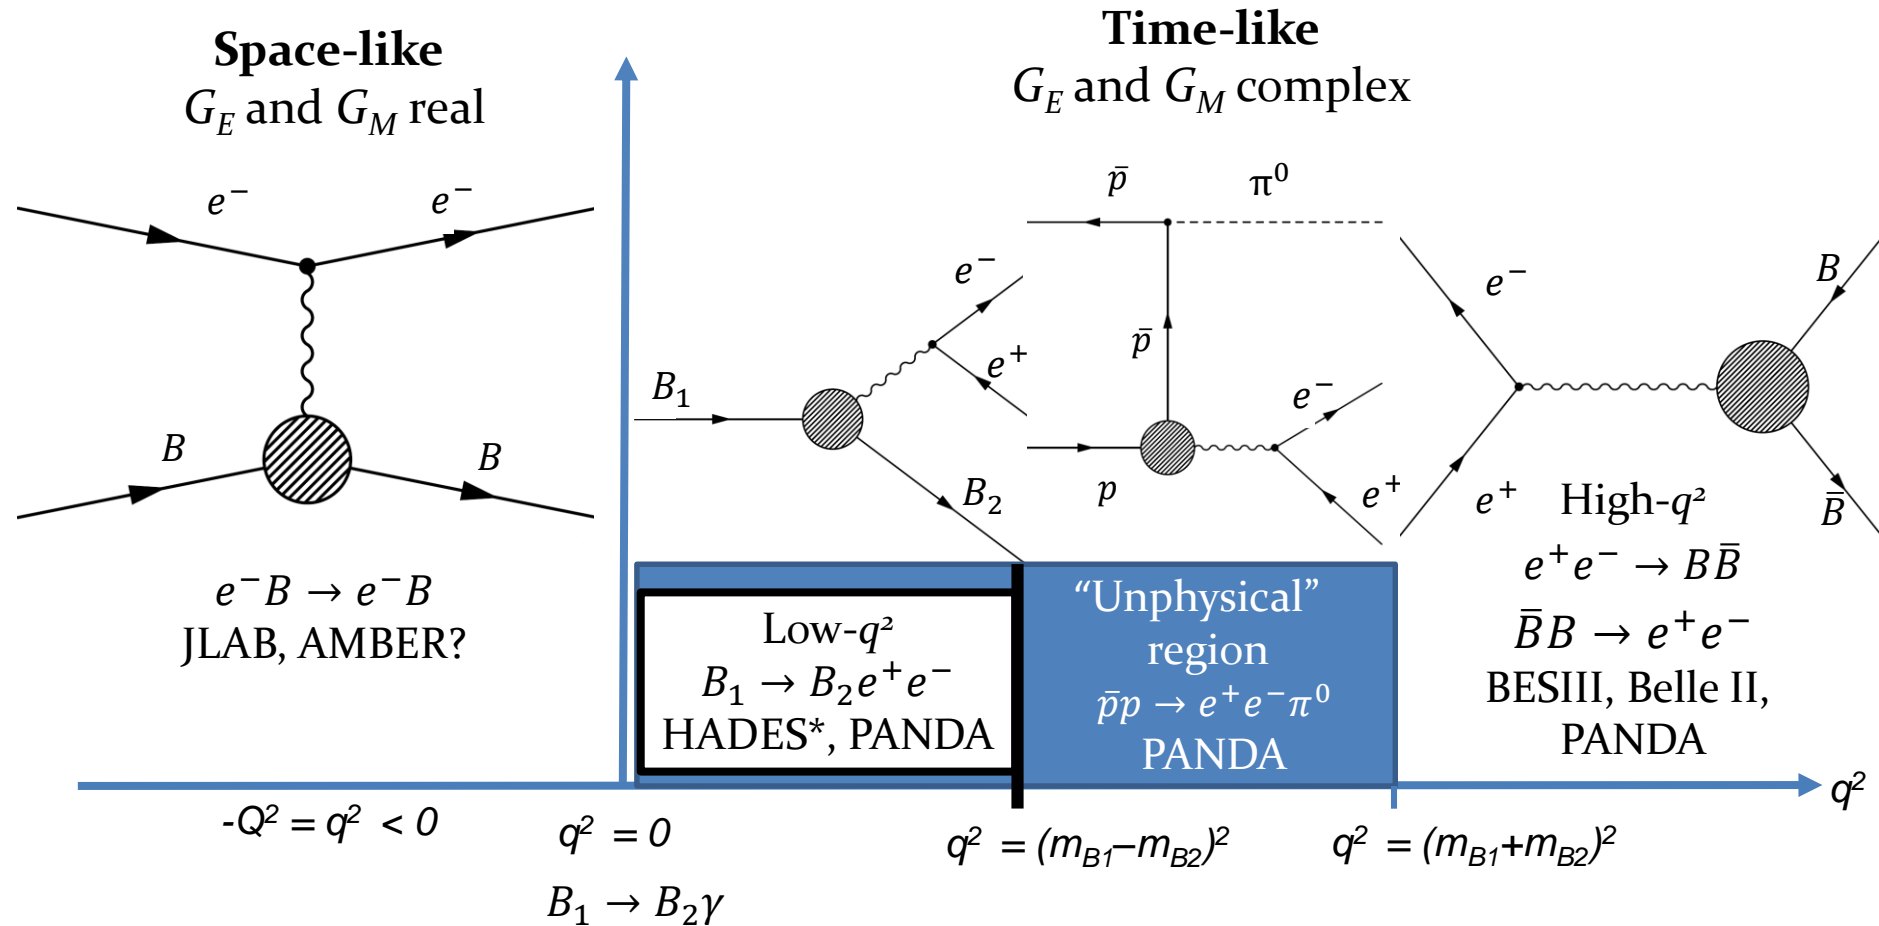 Space-like
G_E and G_M real
e⁻
e⁻
B
B
e⁻B → e⁻B
JLAB, AMBER?
Time-like
G_E and G_M complex
B₁
e⁻
e⁺
B₂
p̄
π⁰
p̄
p
e⁻
e⁺
e⁻
e⁺
B
B̄
Low-q²
B₁ → B₂e⁺e⁻
HADES*, PANDA
“Unphysical”
region
p̄p → e⁺e⁻π⁰
PANDA
High-q²
e⁺e⁻ → BB̄
B̄B → e⁺e⁻
BESIII, Belle II,
PANDA
q²
-Q² = q² < 0
q² = 0
B₁ → B₂γ
q² = (m_B1−m_B2)²
q² = (m_B1+m_B2)²